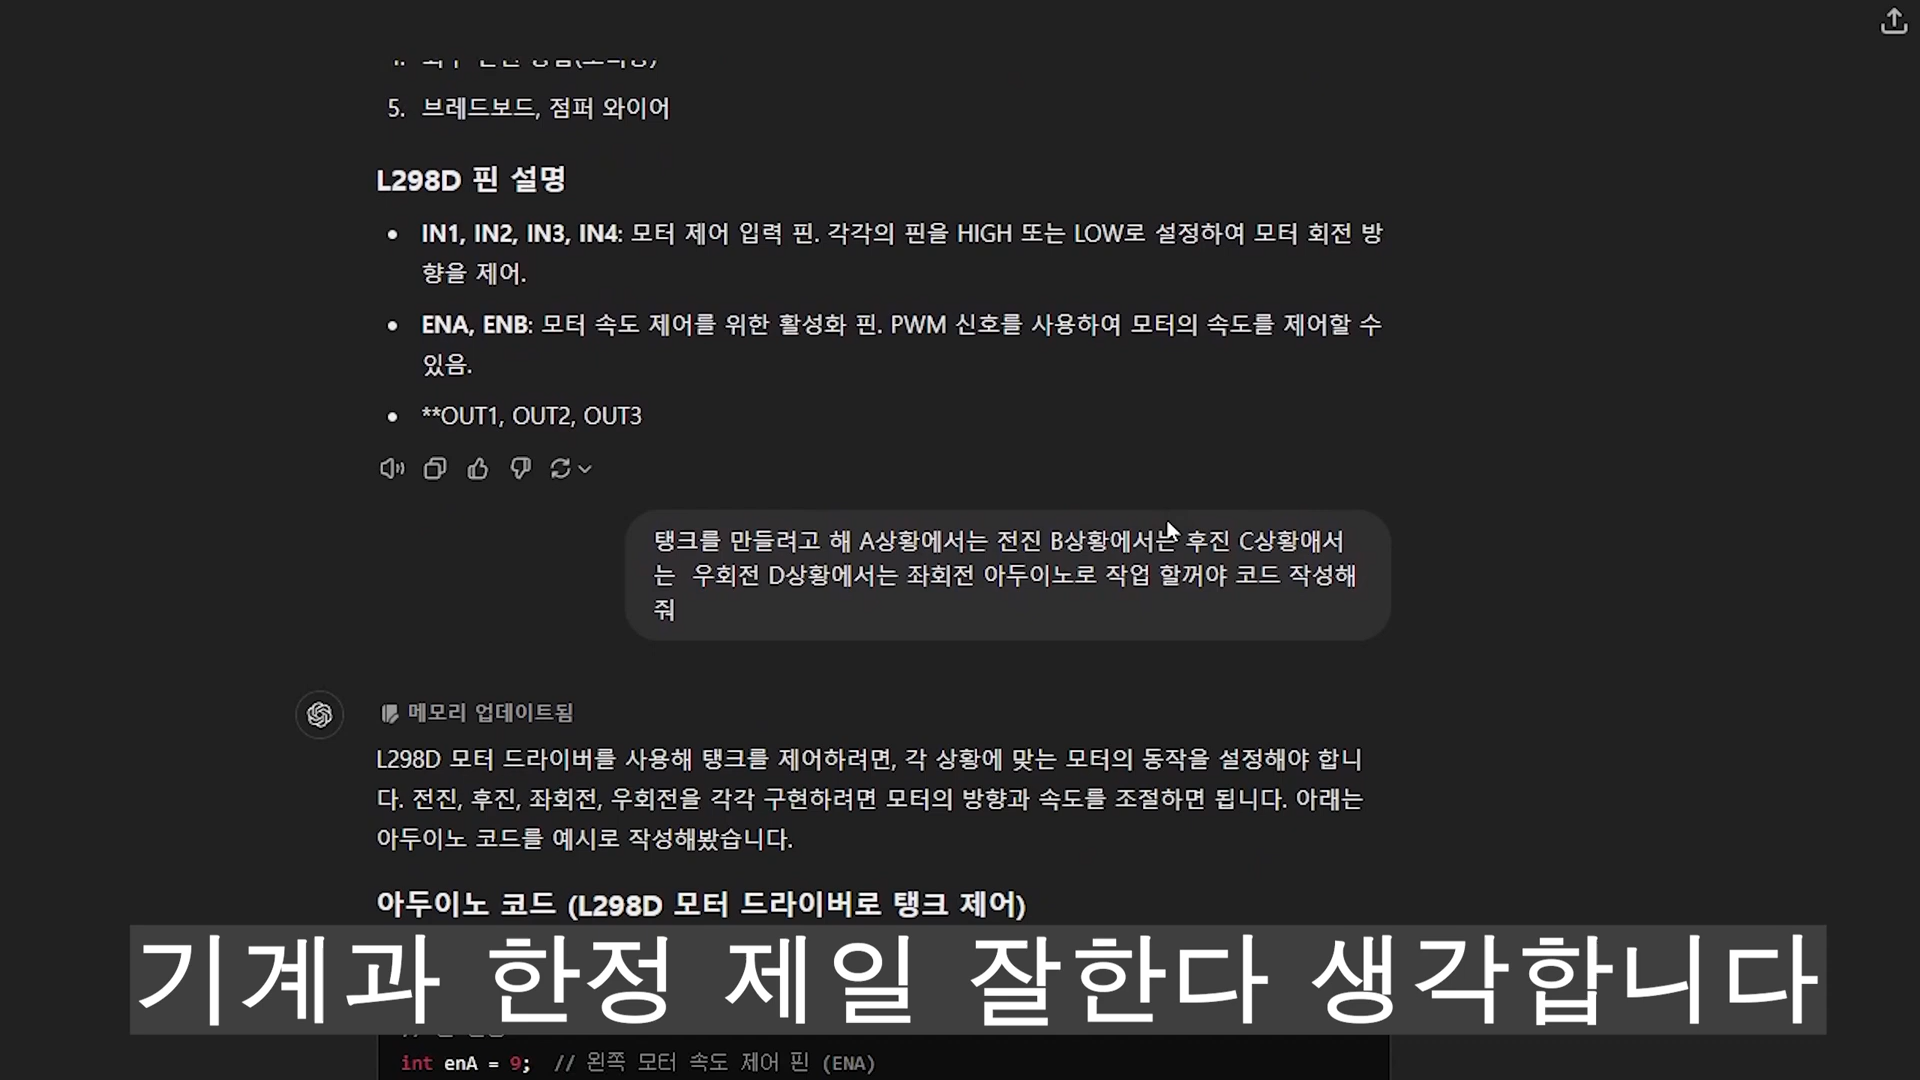 5. 브레드보드, 점퍼 와이어
L298D 핀 설명
IN1, IN2, IN3, IN4: 모터 제어 입력 핀. 각각의 핀을 HIGH 또는 LOW로 설정하여 모터 회전 방
향을 제어.
ENA, ENB: 모터 속도 제어를 위한 활성화 핀. PWM 신호를 사용하여 모터의 속도를 제어할 수
있음.
**OUT1, OUT2, OUT3
탱크를 만들려고 해 A상황에서는 전진 B상황에서는 후진 C상황애서
는  우회전 D상황에서는 좌회전 아두이노로 작업 할꺼야 코드 작성해
줘
메모리 업데이트됨
L298D 모터 드라이버를 사용해 탱크를 제어하려면, 각 상황에 맞는 모터의 동작을 설정해야 합니
다. 전진, 후진, 좌회전, 우회전을 각각 구현하려면 모터의 방향과 속도를 조절하면 됩니다. 아래는
아두이노 코드를 예시로 작성해봤습니다.
아두이노 코드 (L298D 모터 드라이버로 탱크 제어)
기계과 한정 제일 잘한다 생각합니다
int enA = 9;  // 왼쪽 모터 속도 제어 핀 (ENA)